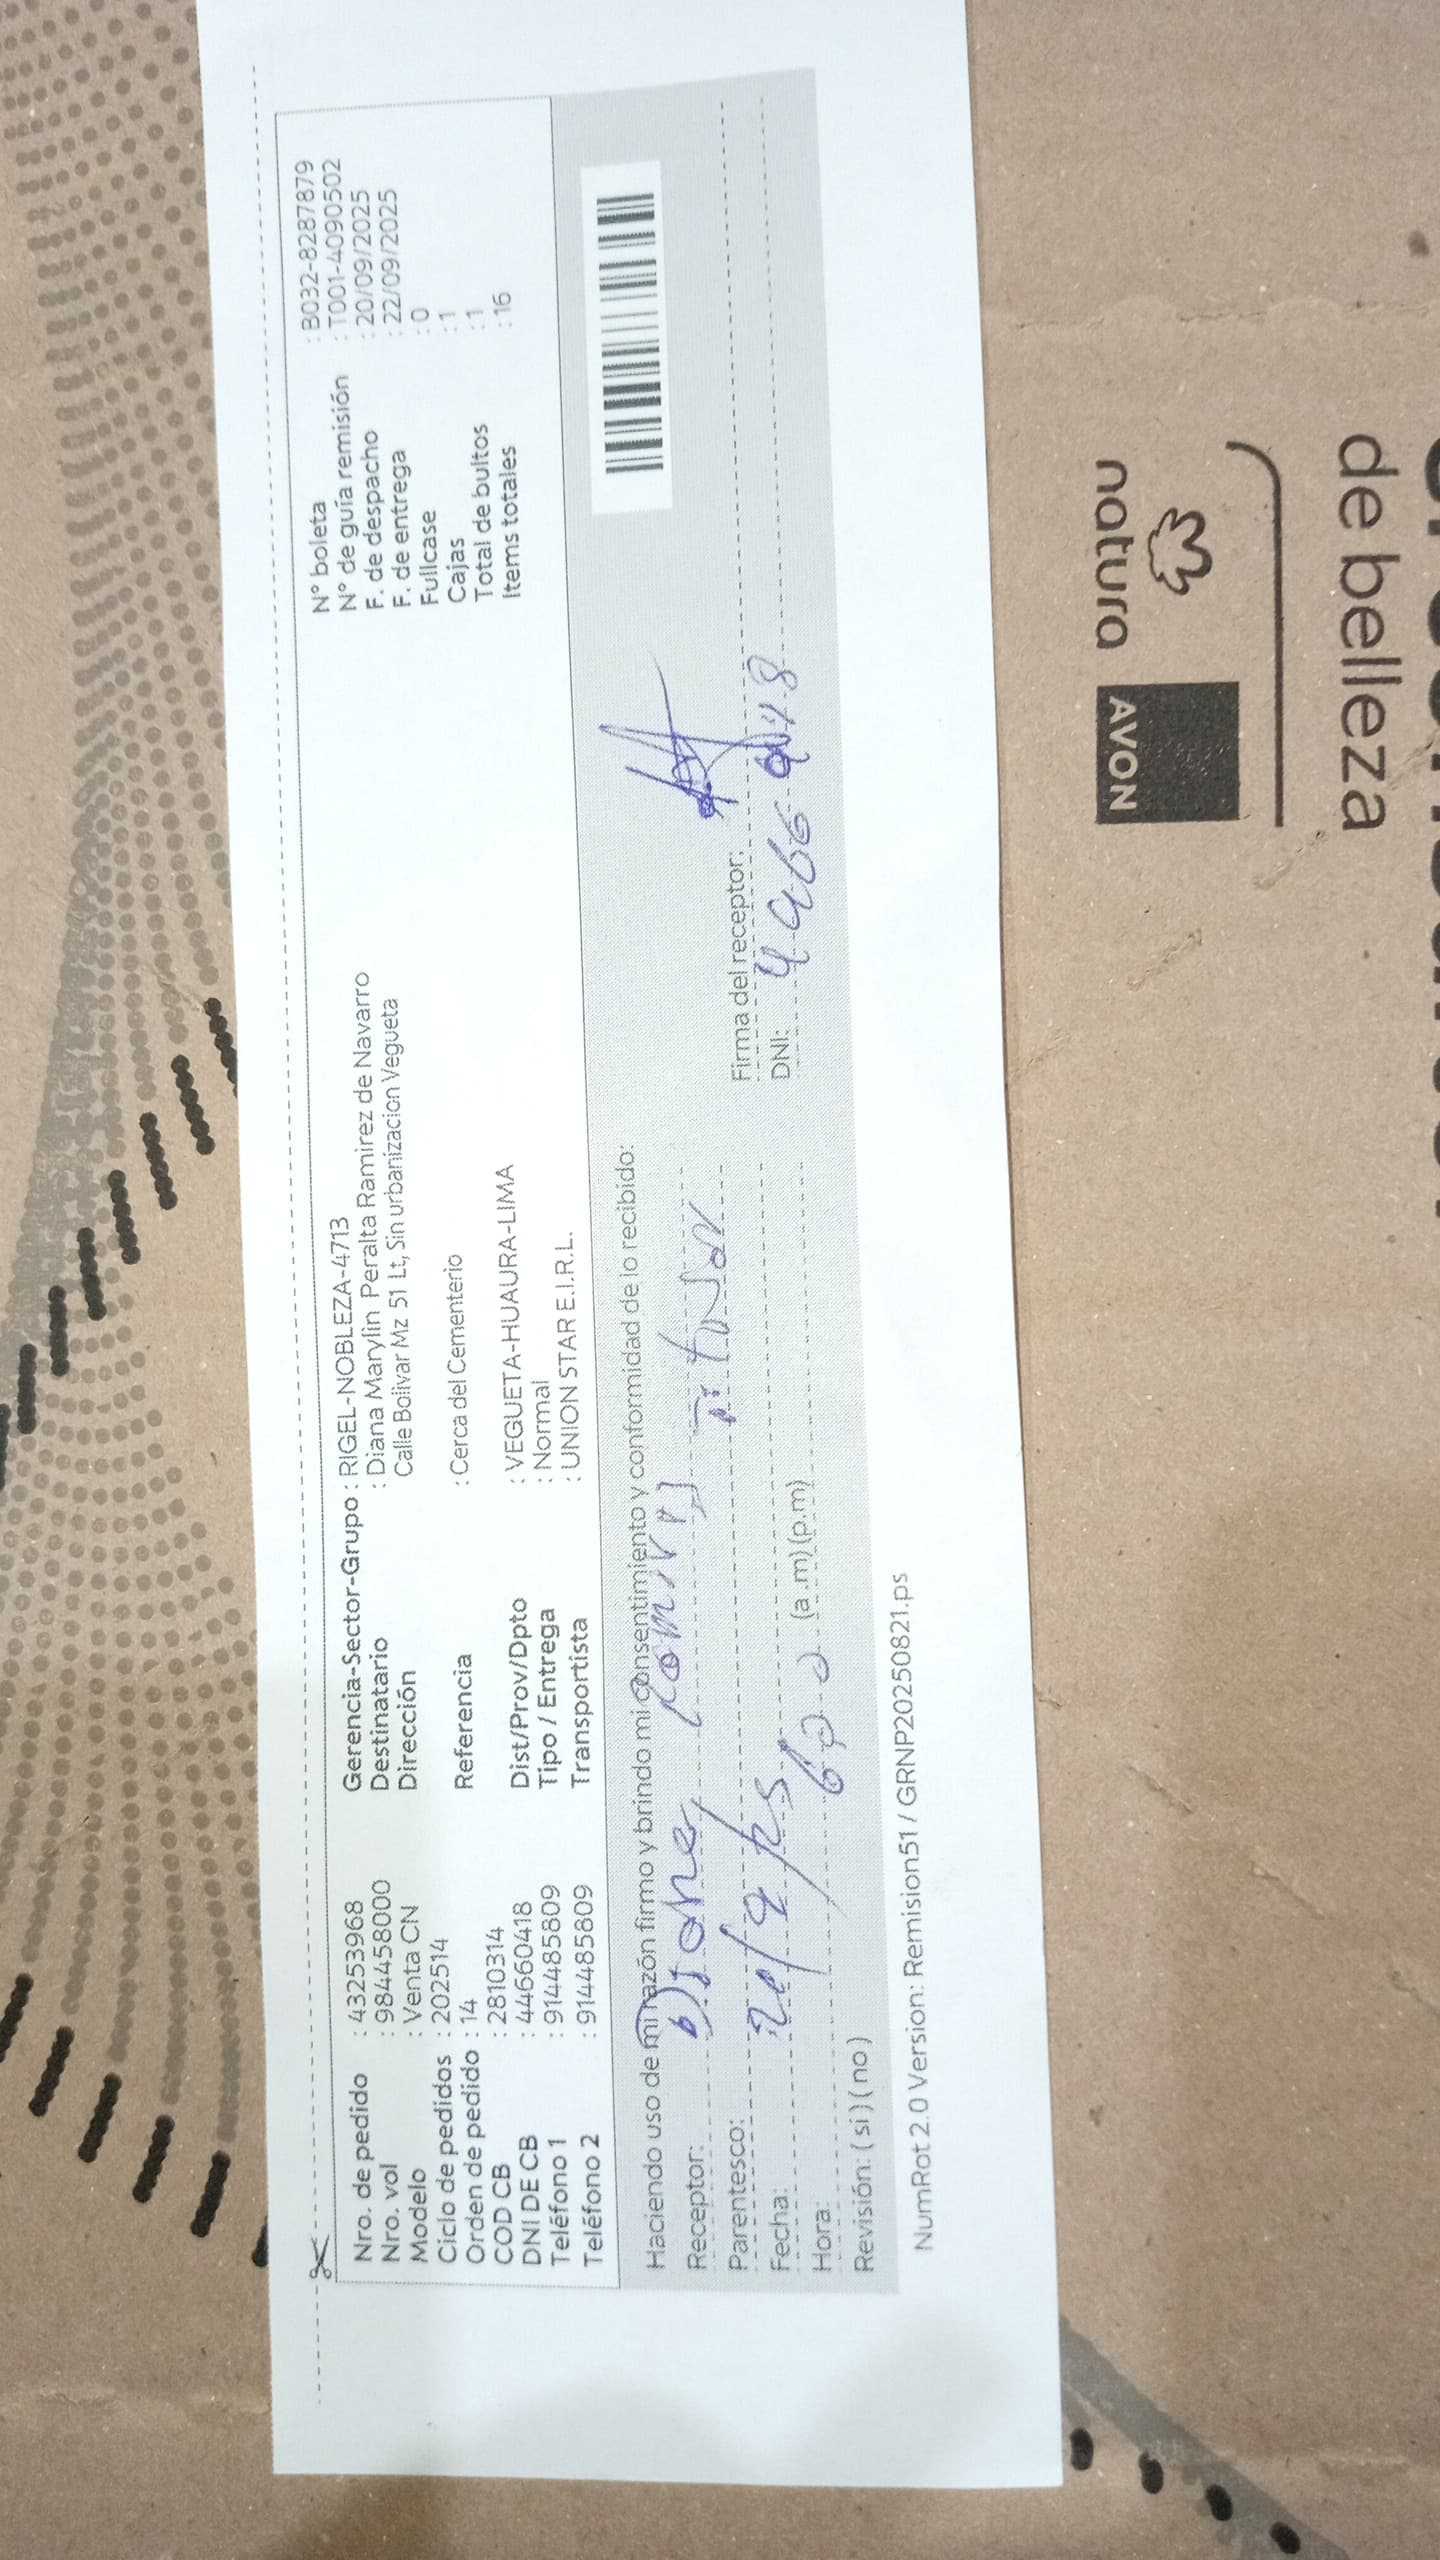 Nro. de pedido : 43253968
Nro. vol : 9844458000
Modelo : Venta CN
Ciclo de pedidos : 202514
Orden de pedido : 14
COD CB : 2810314
DNI DE CB : 44660418
Teléfono 1 : 914485809
Teléfono 2 : 914485809
Gerencia-Sector-Grupo : RIGEL-NOBLEZA-4713
Destinatario : Diana Marylin Peralta Ramirez de Navarro
Dirección Calle Bolivar Mz 51 Lt, Sin urbanizacion Vegueta
Referencia : Cerca del Cementerio
Dist/Prov/Dpto : VEGUETA-HUAURA-LIMA
Tipo / Entrega : Normal
Transportista : UNION STAR E.I.R.L.
N° boleta : B032-8287879
N° de guía remisión : T001-4090502
F. de despacho : 20/09/2025
F. de entrega : 22/09/2025
Fullcase : 0
Cajas : 1
Total de bultos : 1
Items totales : 16
Haciendo uso de mi razón firmo y brindo mi consentimiento y conformidad de lo recibido:
Receptor:
Parentesco:
Fecha:
Hora: (a .m) (p.m)
Revisión: ( si ) ( no )
Firma del receptor:
DNI:
NumRot 2.0 Version: Remision51 / GRNP20250821.ps
AVON natura
de belleza